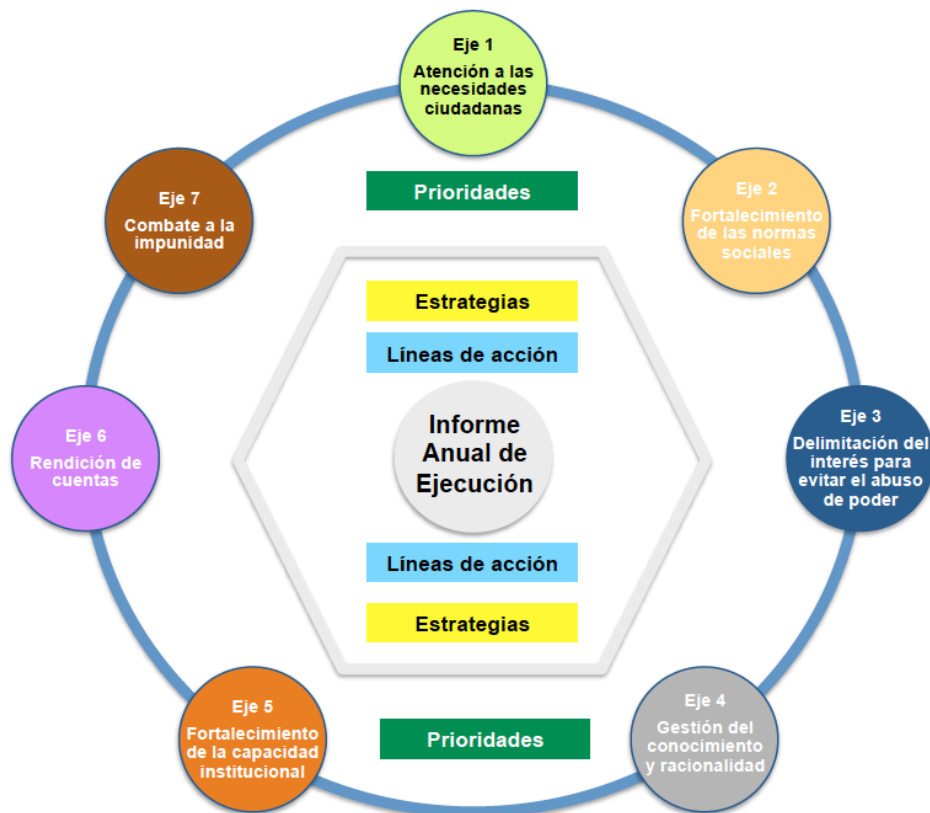 Eje 1
Atención a las
necesidades
ciudadanas
Prioridades
Eje 2
Fortalecimiento
de las normas
sociales
Eje 7
Combate a la
impunidad
Estrategias
Líneas de acción
Informe
Anual de
Ejecución
Eje 3
Delimitación del
interés para
evitar el abuso
de poder
Eje 6
Rendición de
cuentas
Líneas de acción
Estrategias
Prioridades
Eje 4
Gestión del
conocimiento
y racionalidad
Eje 5
Fortalecimiento
de la capacidad
institucional